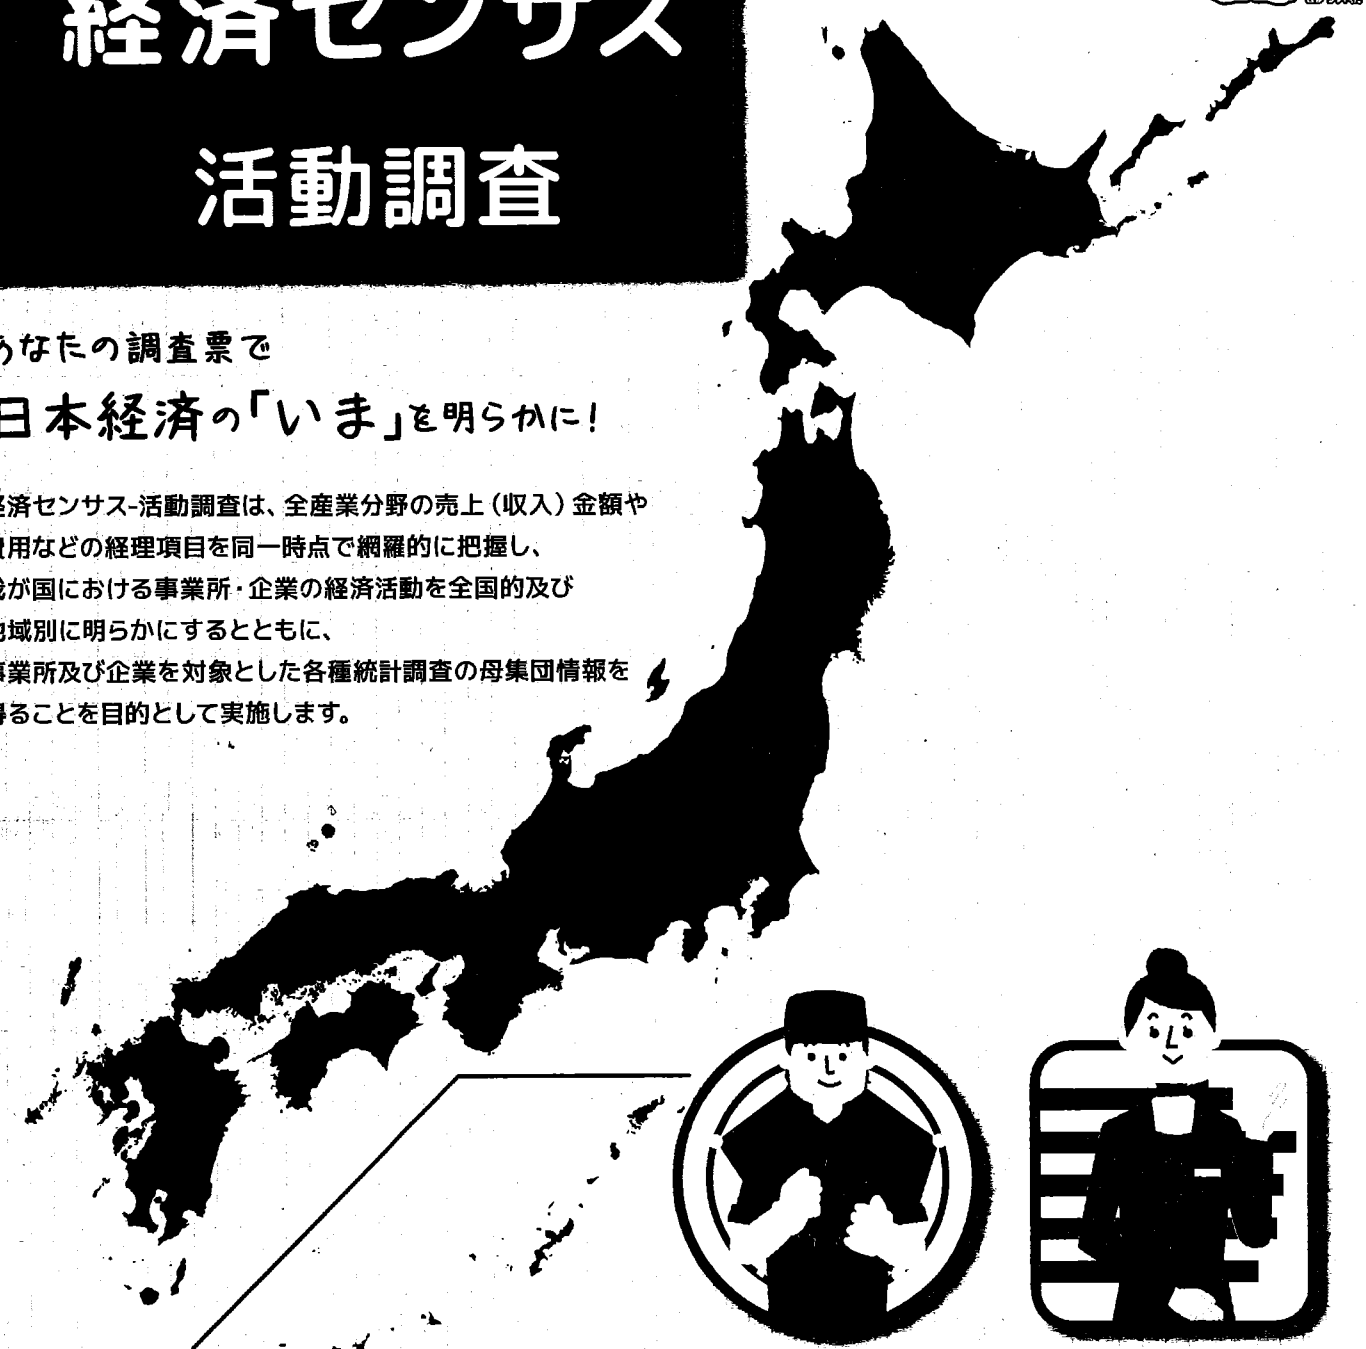 経済センサス
活動調査
あなたの調査票で
日本経済の「いま」を明らかに！
経済センサス-活動調査は、全産業分野の売上（収入）金額や
費用などの経理項目を同一時点で網羅的に把握し、
我が国における事業所・企業の経済活動を全国的及び
地域別に明らかにするとともに、
事業所及び企業を対象とした各種統計調査の母集団情報を
得ることを目的として実施します。